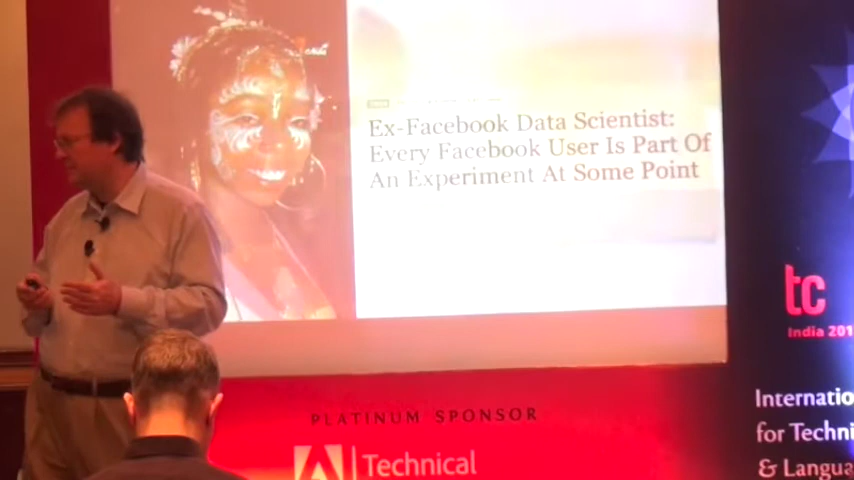 Ex-Facebook Data Scientist:
Every Facebook User Is Part Of
An Experiment At Some Point
tc
India 201
PLATINUM SPONSOR
Technical
Internatio
for Techni
& Langua